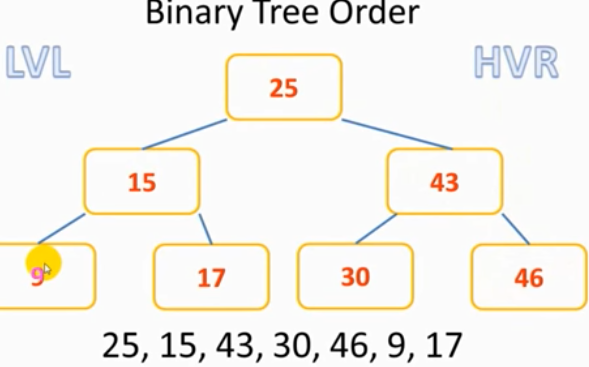 Binary Tree Order
LVL HVR
25
15 43
9 17 30 46
25, 15, 43, 30, 46, 9, 17